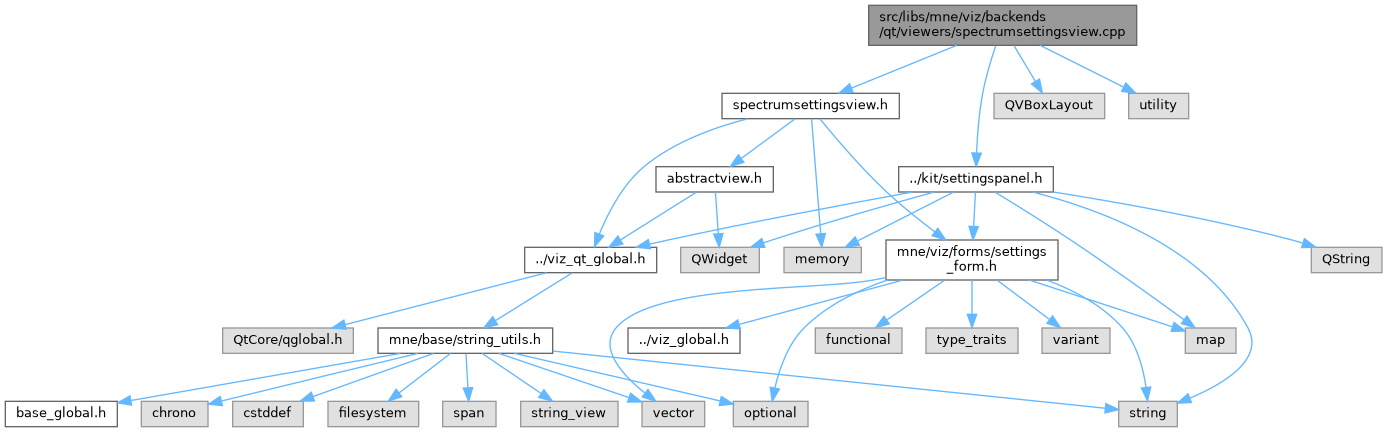 src/libs/mne/viz/backends
/qt/viewers/spectrumsettingsview.cpp
spectrumsettingsview.h
QVBoxLayout
utility
abstractview.h
../kit/settingspanel.h
../viz_qt_global.h
QWidget
memory
mne/viz/forms/settings
_form.h
QString
QtCore/qglobal.h
mne/base/string_utils.h
../viz_global.h
functional
type_traits
variant
map
base_global.h
chrono
cstddef
filesystem
span
string_view
vector
optional
string